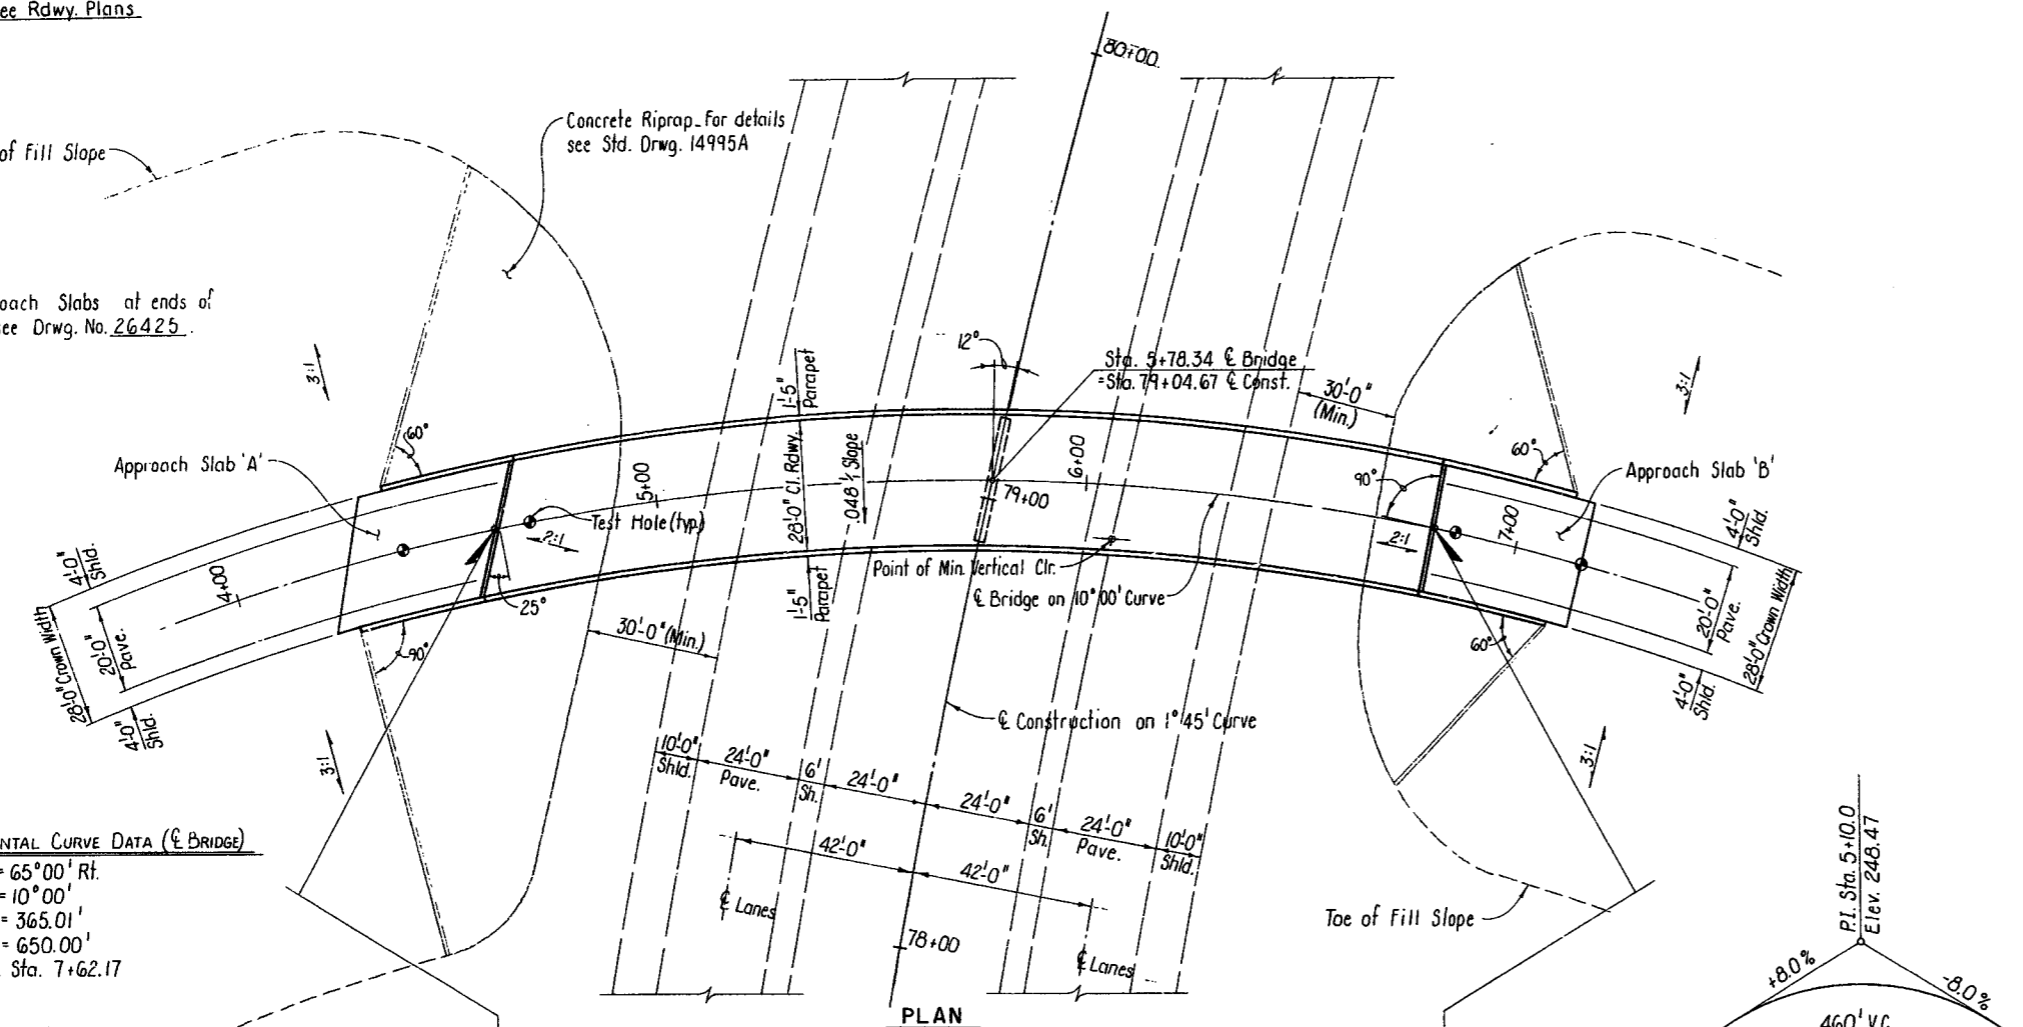 ee Rdwy. Plans
80+00.
Concrete Riprap_For details
see Std. Drwg. 14995A
of Fill Slope
oach Slabs at ends of
ee Drwg. No. 26425.
3:1
12°
1'-5"
Parapet
Sta. 5+78.34 ℄ Bridge
=Sta. 79+04.67 ℄ Const.
30'-0"
(Min.)
3:1
60°
Approach Slab 'A'
5+00
28'-0" Cl. Rdwy.
.048 '/' Slope
6+00
79+00
90°
60°
Approach Slab 'B'
Test Hole (typ.)
2:1
2:1
7+00
4'-0"
Shld.
4'-0"
Shld.
4+00
Point of Min. Vertical Clr.
1'-5"
Parapet
℄ Bridge on 10°00' Curve
25°
30'-0" (Min.)
90°
60°
20'-0"
Pave.
28'-0" Crown Width
4'-0"
Shld.
20'-0"
Pave.
28'-0" Crown Width
4'-0"
Shld.
℄ Construction on 1°45' Curve
3:1
3:1
10'-0"
Shld.
24'-0"
Pave.
6'
Sh.
24'-0"
24'-0"
6'
Sh.
24'-0"
Pave.
10'-0"
Shld.
42'-0"
42'-0"
℄ Lanes
℄ Lanes
78+00
Toe of Fill Slope
NTAL CURVE DATA (℄ BRIDGE)
= 65°00' Rt.
= 10°00'
= 365.01'
= 650.00'
Sta. 7+62.17
P.I. Sta. 5+10.0
Elev. 248.47
+8.0%
-8.0%
460' V.C.
PLAN